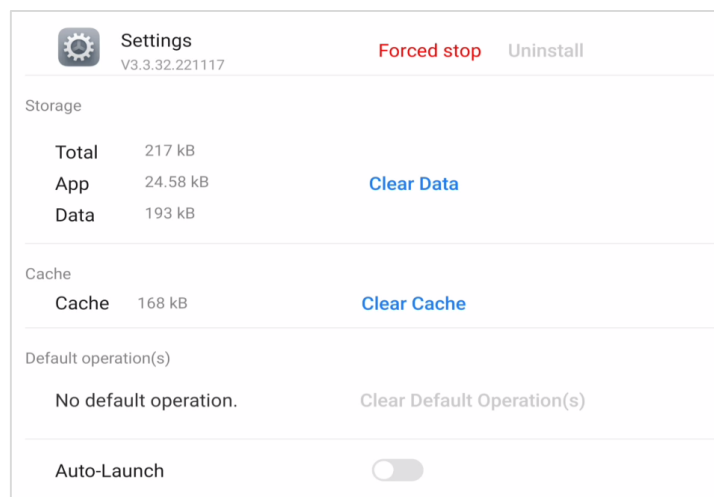 Settings
V3.3.32.221117
Forced stop Uninstall
Storage
Total 217 kB
App 24.58 kB Clear Data
Data 193 kB
Cache
Cache 168 kB Clear Cache
Default operation(s)
No default operation. Clear Default Operation(s)
Auto-Launch